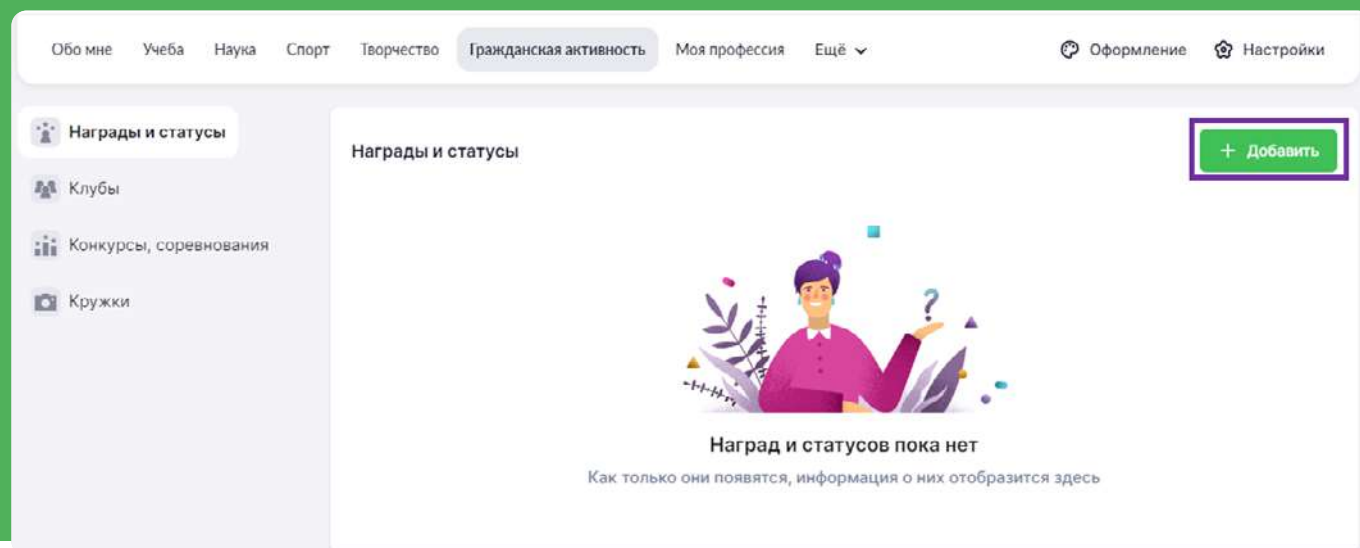 Обо мне Учеба Наука Спорт Творчество Гражданская активность Моя профессия Ещё Оформление Настройки
Награды и статусы
Клубы
Конкурсы, соревнования
Кружки
Награды и статусы
+ Добавить
?
Наград и статусов пока нет
Как только они появятся, информация о них отобразится здесь